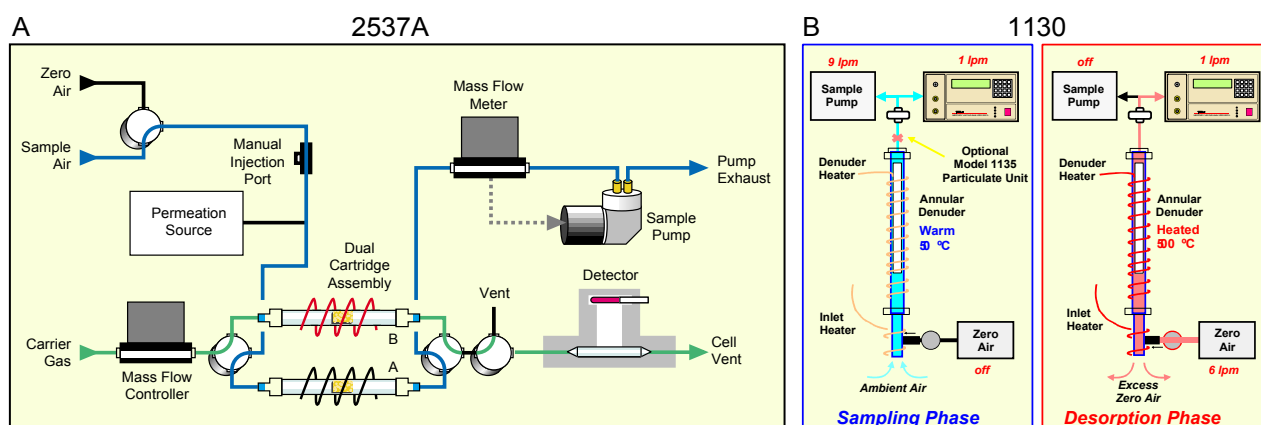 A
2537A
Zero
Air
Sample
Air
Manual
Injection
Port
Permeation
Source
Mass Flow
Meter
Pump
Exhaust
Sample
Pump
Dual
Cartridge
Assembly
B
A
Vent
Detector
Carrier
Gas
Mass Flow
Controller
Cell
Vent
B
1130
9 lpm
1 lpm
Sample
Pump
Optional
Model 1135
Particulate Unit
Denuder
Heater
Annular
Denuder
Warm
50 ºC
Inlet
Heater
Zero
Air
off
Ambient Air
Sampling Phase
off
1 lpm
Sample
Pump
Denuder
Heater
Annular
Denuder
Heated
500 ºC
Inlet
Heater
Zero
Air
6 lpm
Excess
Zero Air
Desorption Phase